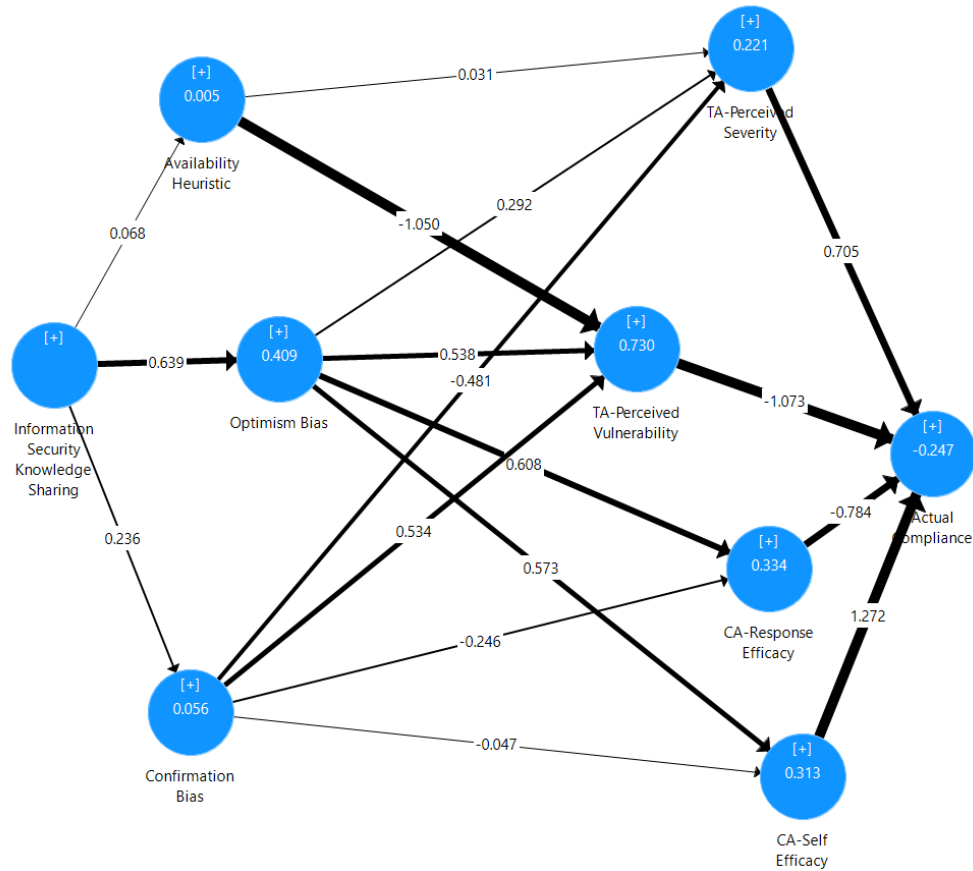 [+]
0.221
TA-Perceived
Severity
[+]
0.005
Availability
Heuristic
0.031
0.292
-1.050
0.068
0.705
[+]
Information
Security
Knowledge
Sharing
0.639
[+]
0.409
Optimism Bias
0.538
-0.481
[+]
0.730
TA-Perceived
Vulnerability
-1.073
[+]
-0.247
Actual
Compliance
0.608
0.236
0.534
0.573
-0.784
[+]
0.334
CA-Response
Efficacy
1.272
-0.246
[+]
0.056
Confirmation
Bias
-0.047
[+]
0.313
CA-Self
Efficacy